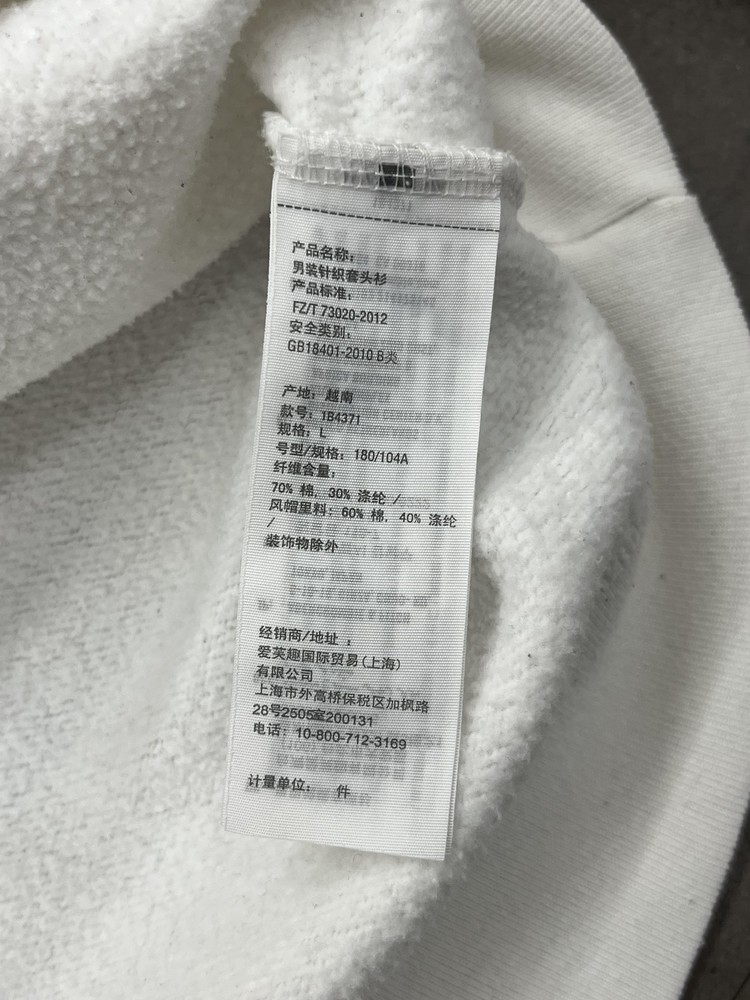 产品名称:
男装针织套头衫
产品标准:
FZ/T 73020-2012
安全类别:
GB18401-2010 B类
产地: 越南
款号: 1B4371
规格: L
号型/规格: 180/104A
纤维含量:
70% 棉, 30% 涤纶 /
风帽里料: 60% 棉, 40% 涤纶
/
装饰物除外
经销商/地址 :
爱芙趣国际贸易(上海)
有限公司
上海市外高桥保税区加枫路
28号2505室200131
电话: 10-800-712-3169
计量单位: 件